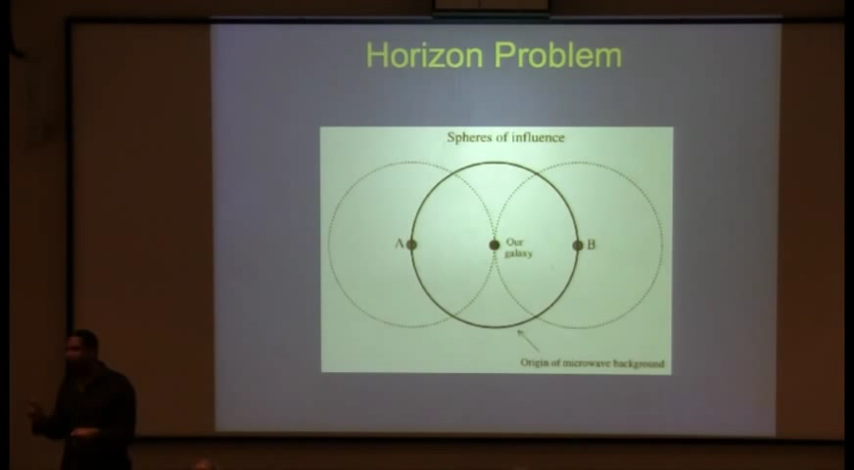 Horizon Problem
Spheres of influence
A
Our
galaxy
B
Origin of microwave background